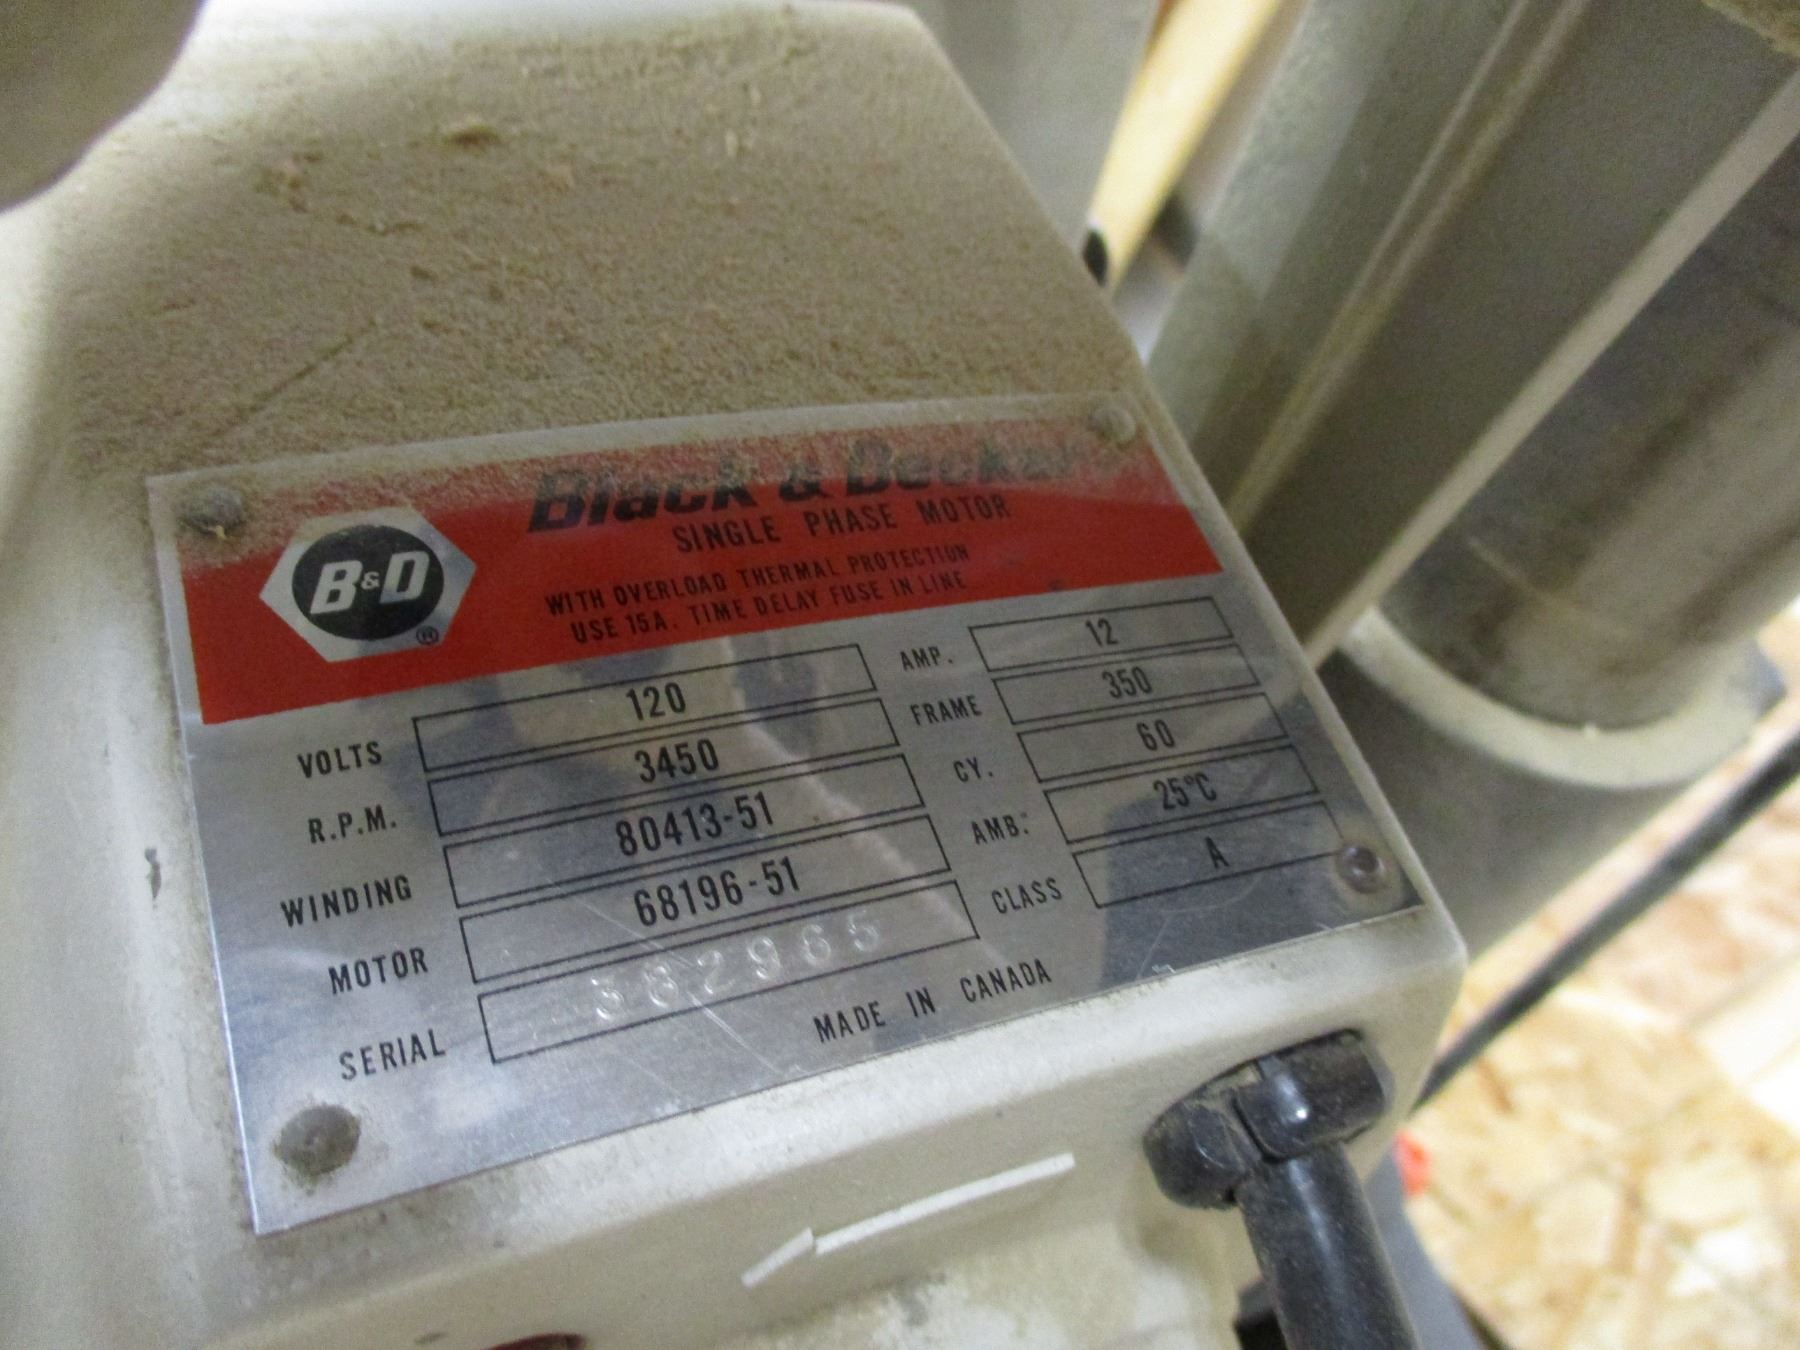 Black & Decker
B&D
®
SINGLE PHASE MOTOR
WITH OVERLOAD THERMAL PROTECTION
USE 15A. TIME DELAY FUSE IN LINE
VOLTS 120 AMP. 12
R.P.M. 3450 FRAME 350
WINDING 80413-51 CY. 60
MOTOR 68196-51 AMB. 25°C
SERIAL 382965 CLASS A
MADE IN CANADA